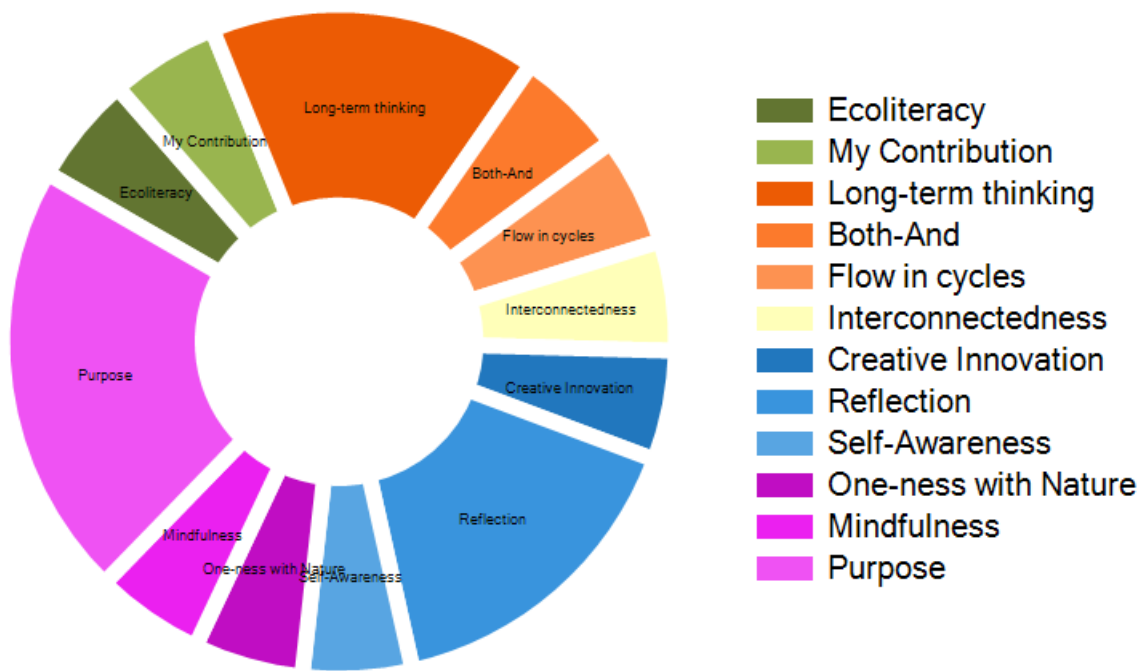 Long-term thinking
My Contribution
Both-And
Ecoliteracy
Flow in cycles
Interconnectedness
Purpose
Creative Innovation
Reflection
Mindfulness
One-ness with Nature
Self-Awareness
Ecoliteracy
My Contribution
Long-term thinking
Both-And
Flow in cycles
Interconnectedness
Creative Innovation
Reflection
Self-Awareness
One-ness with Nature
Mindfulness
Purpose